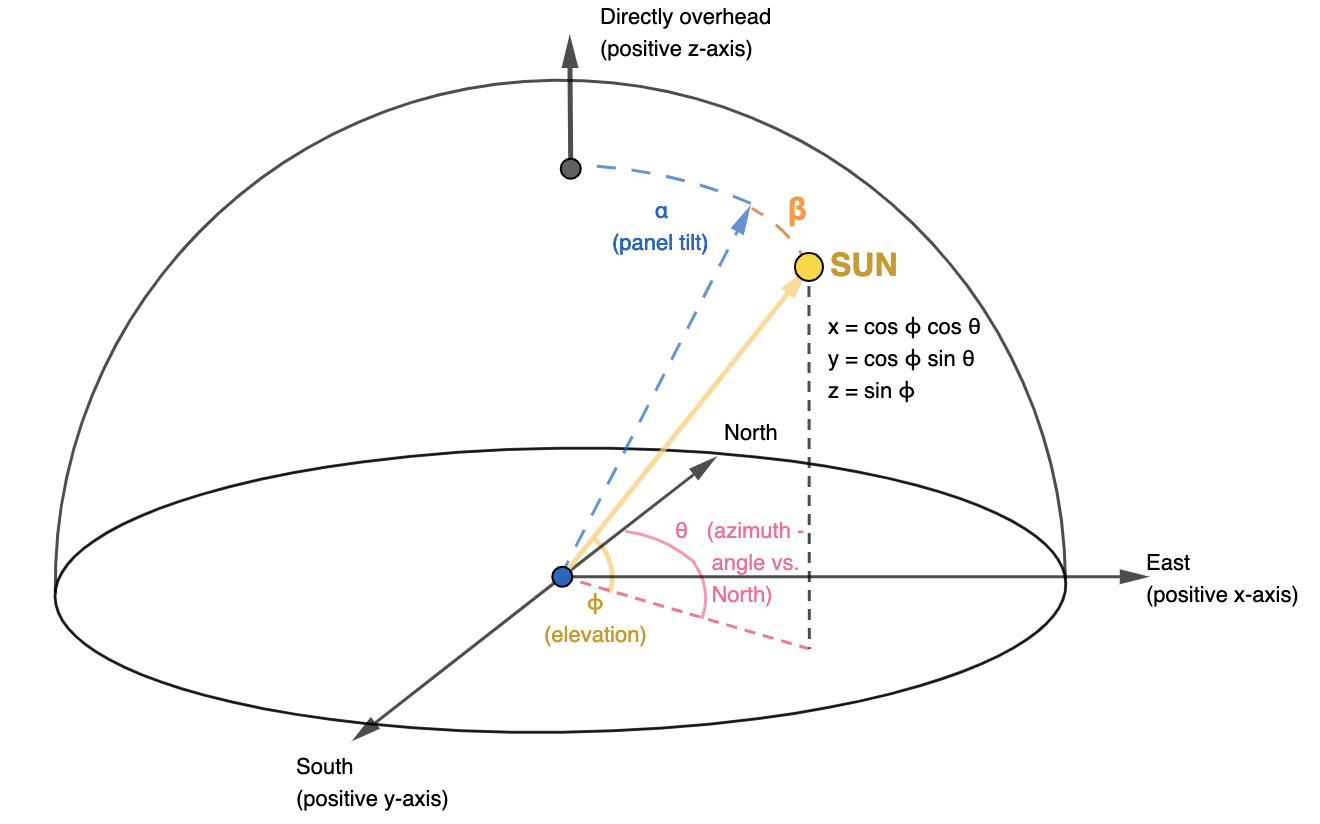 Directly overhead
(positive z-axis)
α
(panel tilt)
β
SUN
x = cos ϕ cos θ
y = cos ϕ sin θ
z = sin ϕ
North
θ (azimuth -
angle vs.
North)
East
(positive x-axis)
ϕ
(elevation)
South
(positive y-axis)